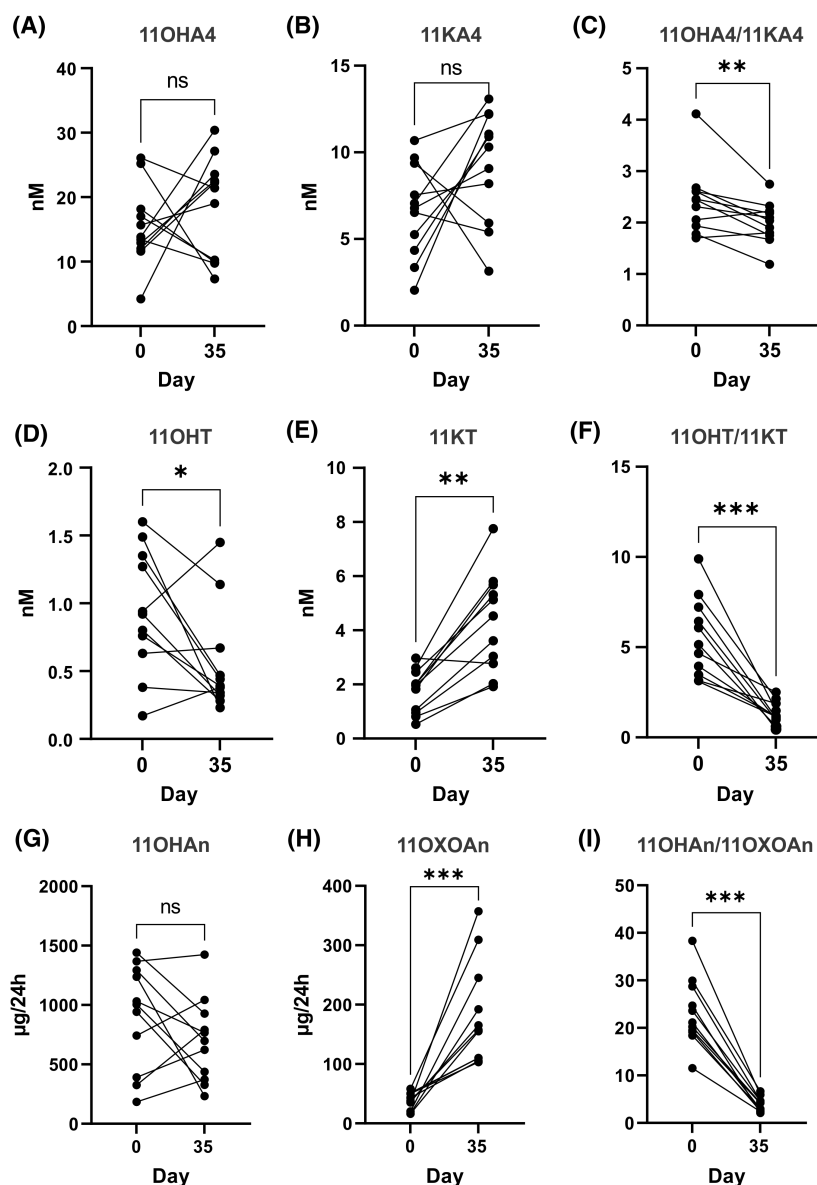 (A) 11OHA4
ns
40
30
20
10
0
nM
0 35
Day
(B) 11KA4
ns
15
10
5
0
0 35
Day
(C) 11OHA4/11KA4
**
5
4
3
2
1
0
0 35
Day
(D) 11OHT
*
2.0
1.5
1.0
0.5
0.0
nM
0 35
Day
(E) 11KT
**
10
8
6
4
2
0
nM
0 35
Day
(F) 11OHT/11KT
***
15
10
5
0
0 35
Day
(G) 11OHAn
ns
2000
1500
1000
500
0
µg/24h
0 35
Day
(H) 11OXOAn
***
400
300
200
100
0
µg/24h
0 35
Day
(I) 11OHAn/11OXOAn
***
50
40
30
20
10
0
0 35
Day